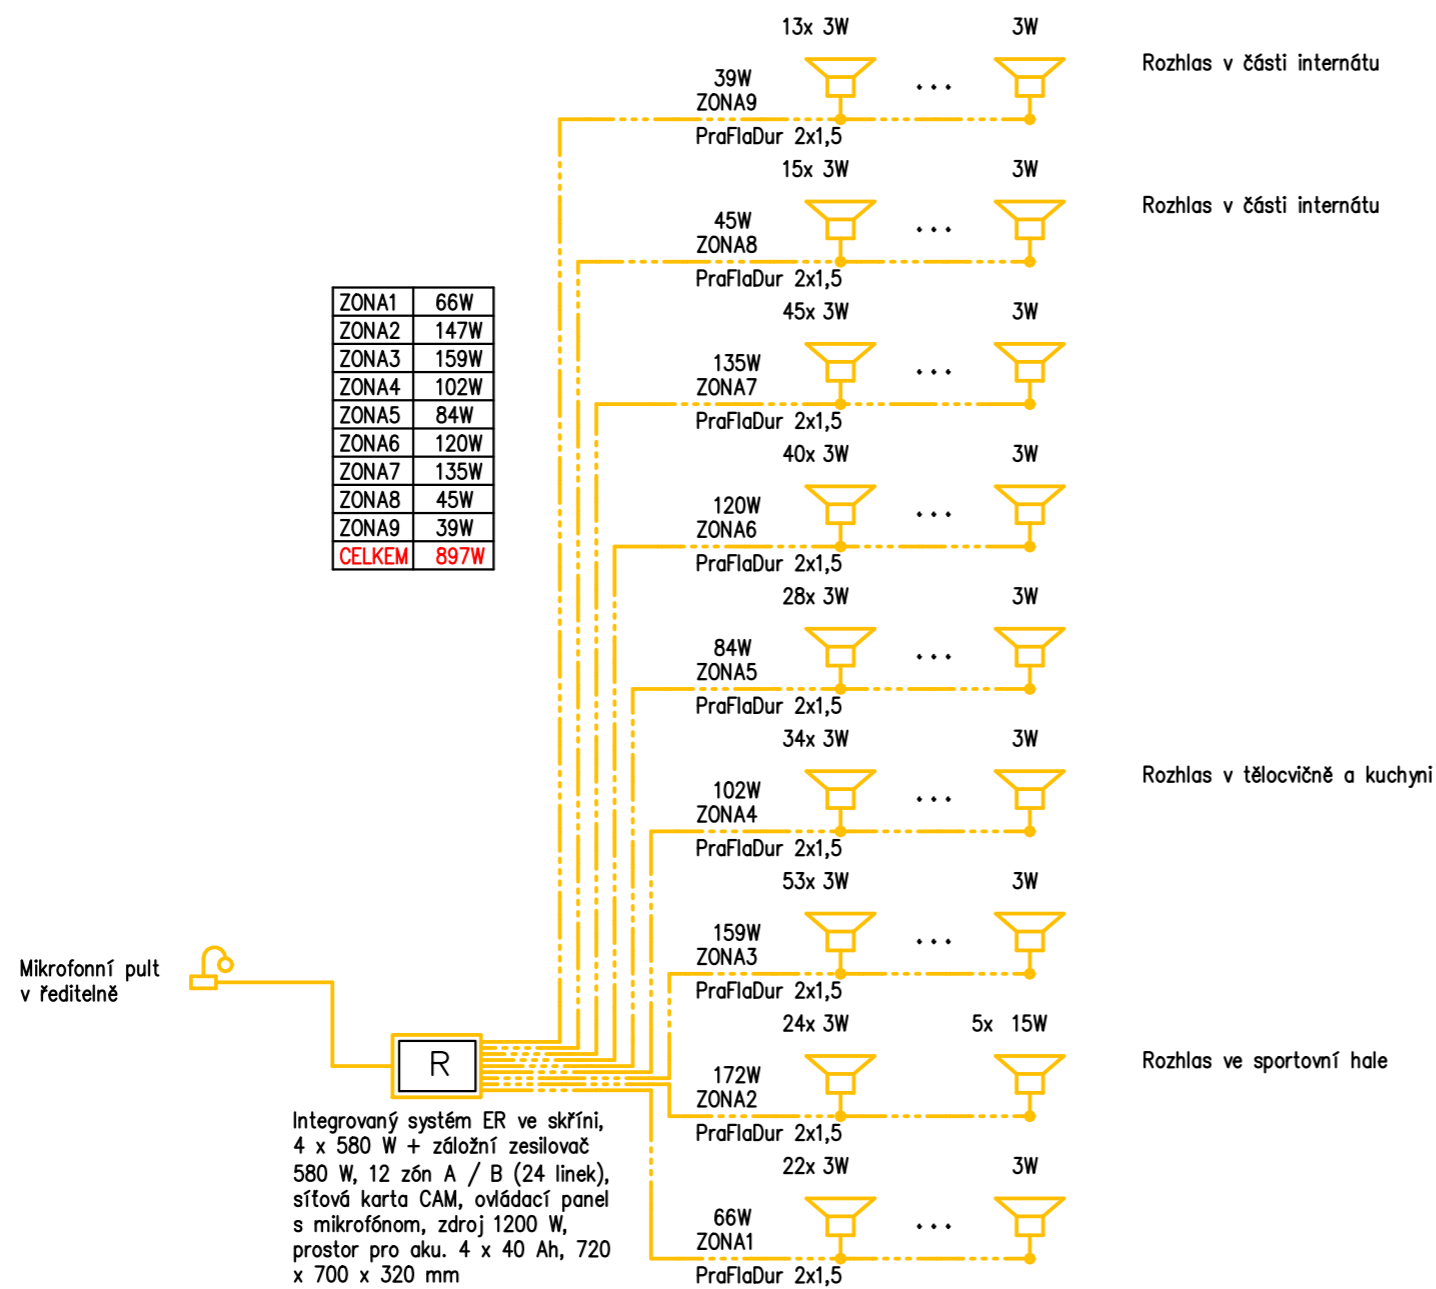 13x 3W 3W
Rozhlas v části internátu
39W
ZONA9
PraFlaDur 2x1,5
15x 3W 3W
Rozhlas v části internátu
45W
ZONA8
PraFlaDur 2x1,5
45x 3W 3W
135W
ZONA7
PraFlaDur 2x1,5
40x 3W 3W
120W
ZONA6
PraFlaDur 2x1,5
28x 3W 3W
84W
ZONA5
PraFlaDur 2x1,5
34x 3W 3W
Rozhlas v tělocvičně a kuchyni
102W
ZONA4
PraFlaDur 2x1,5
53x 3W 3W
159W
ZONA3
PraFlaDur 2x1,5
24x 3W 5x 15W
Rozhlas ve sportovní hale
172W
ZONA2
PraFlaDur 2x1,5
22x 3W 3W
66W
ZONA1
PraFlaDur 2x1,5
ZONA1 66W
ZONA2 147W
ZONA3 159W
ZONA4 102W
ZONA5 84W
ZONA6 120W
ZONA7 135W
ZONA8 45W
ZONA9 39W
CELKEM 897W
Mikrofonní pult
v ředitelně
R
Integrovaný systém ER ve skříni,
4 x 580 W + záložní zesilovač
580 W, 12 zón A / B (24 linek),
síťová karta CAM, ovládací panel
s mikrofónom, zdroj 1200 W,
prostor pro aku. 4 x 40 Ah, 720
x 700 x 320 mm